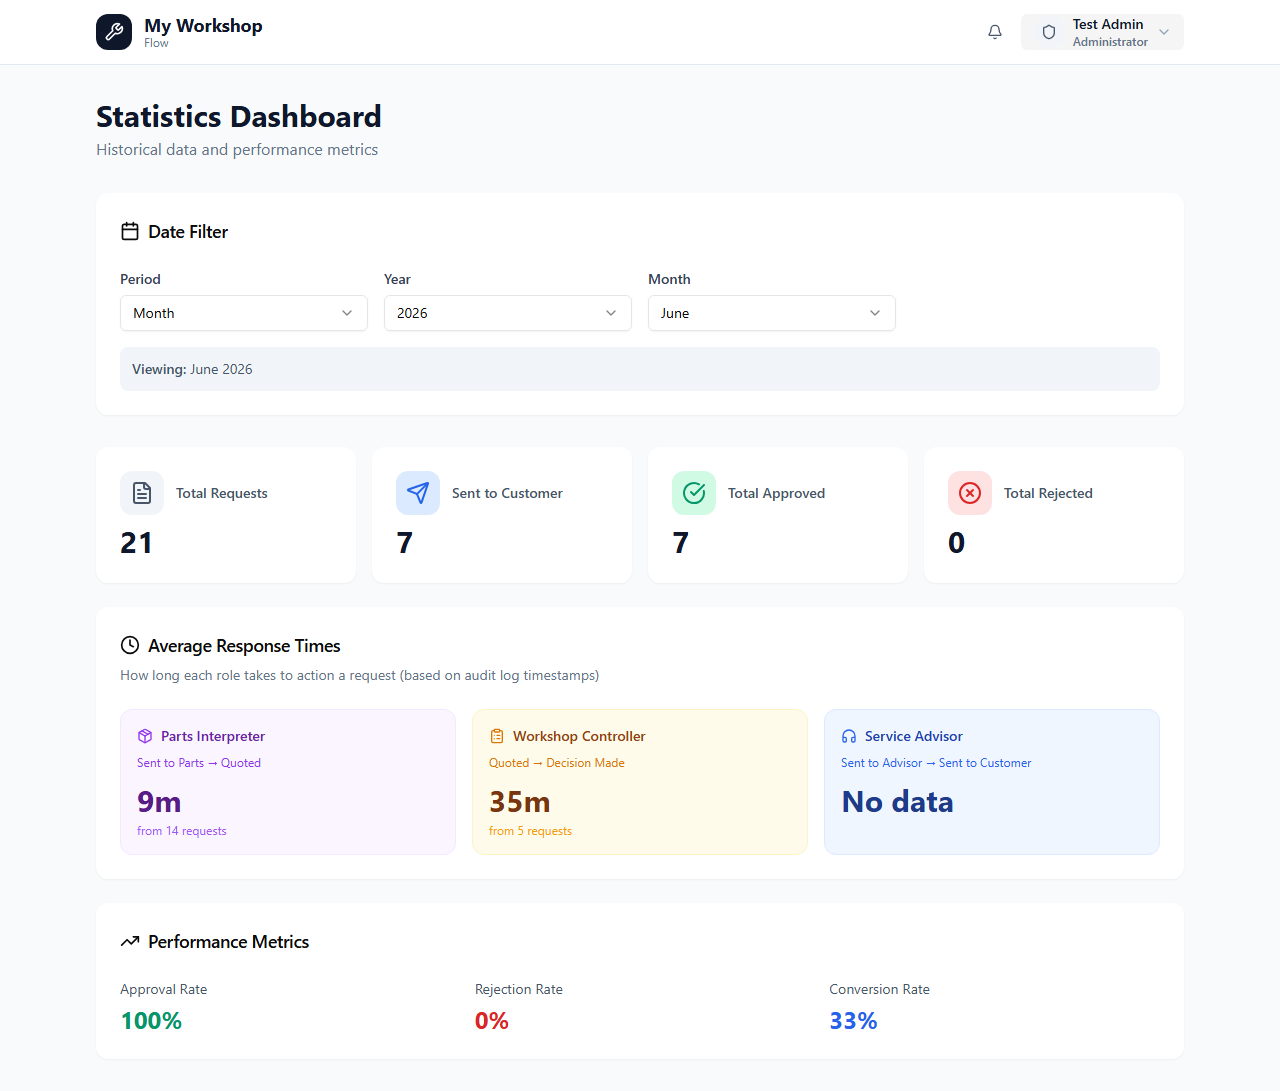 My Workshop
Flow
Test Admin
Administrator
Statistics Dashboard
Historical data and performance metrics
Date Filter
Period
Year
Month
Month
2026
June
Viewing: June 2026
Total Requests
Sent to Customer
Total Approved
Total Rejected
21
7
7
0
Average Response Times
How long each role takes to action a request (based on audit log timestamps)
Parts Interpreter
Sent to Parts → Quoted
9m
from 14 requests
Workshop Controller
Quoted → Decision Made
35m
from 5 requests
Service Advisor
Sent to Advisor → Sent to Customer
No data
Performance Metrics
Approval Rate
Rejection Rate
Conversion Rate
100%
0%
33%